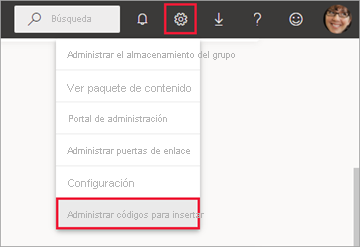 Búsqueda
Administrar el almacenamiento del grupo
Ver paquete de contenido
Portal de administración
Administrar puertas de enlace
Configuración
Administrar códigos para insertar